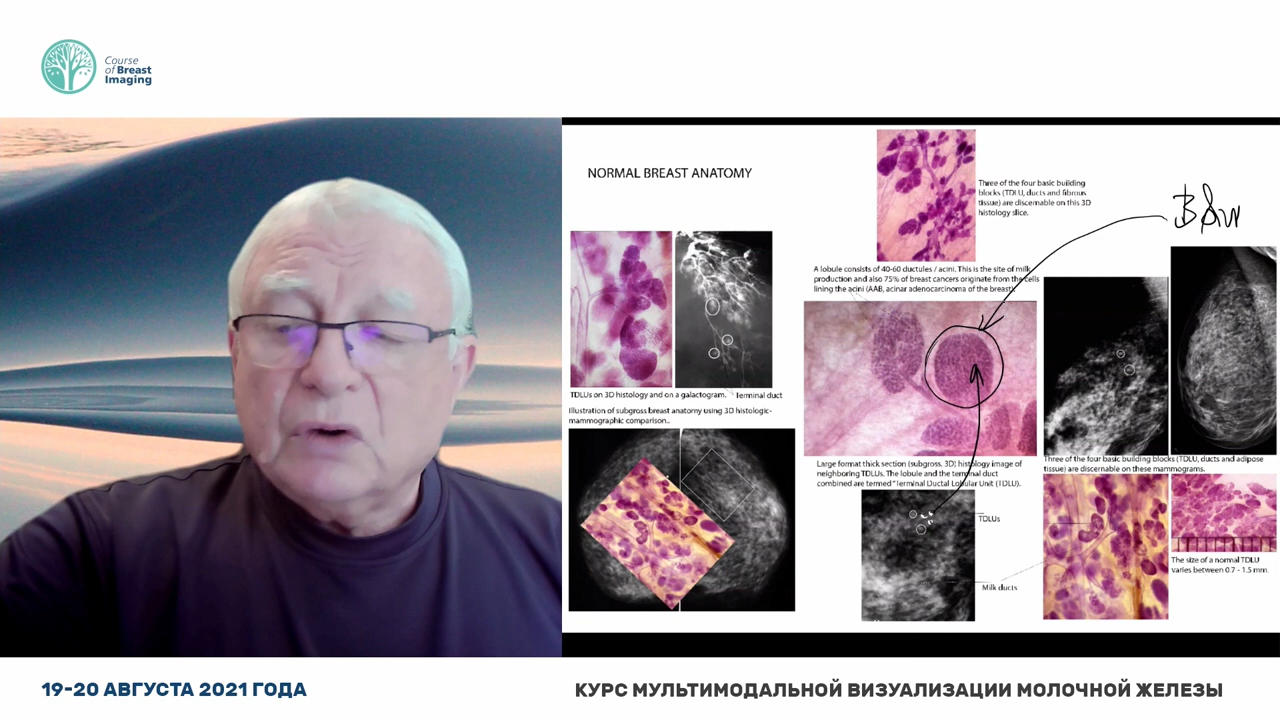 Course
of Breast
Imaging
NORMAL BREAST ANATOMY
Three of the four basic building
blocks (TDLU, ducts and fibrous
tissue) are discernable on this 3D
histology slice.
A lobule consists of 40-60 ductules / acini. This is the site of milk
production and also 75% of breast cancers originate from the cells
lining the acini (AAB, acinar adenocarcinoma of the breast).
TDLUs on 3D histology and on a galactogram.
Terminal duct
Illustration of subgross breast anatomy using 3D histologic-
mammographic comparison..
Large format thick section (subgross, 3D) histology image of
neighboring TDLUs. The lobule and the terminal duct
combined are termed "Terminal Ductal Lobular Unit (TDLU).
Three of the four basic building blocks (TDLU, ducts and adipose
tissue) are discernable on these mammograms.
TDLUs
Milk ducts
The size of a normal TDLU
varies between 0.7 - 1.5 mm.
19-20 АВГУСТА 2021 ГОДА
КУРС МУЛЬТИМОДАЛЬНОЙ ВИЗУАЛИЗАЦИИ МОЛОЧНОЙ ЖЕЛЕЗЫ